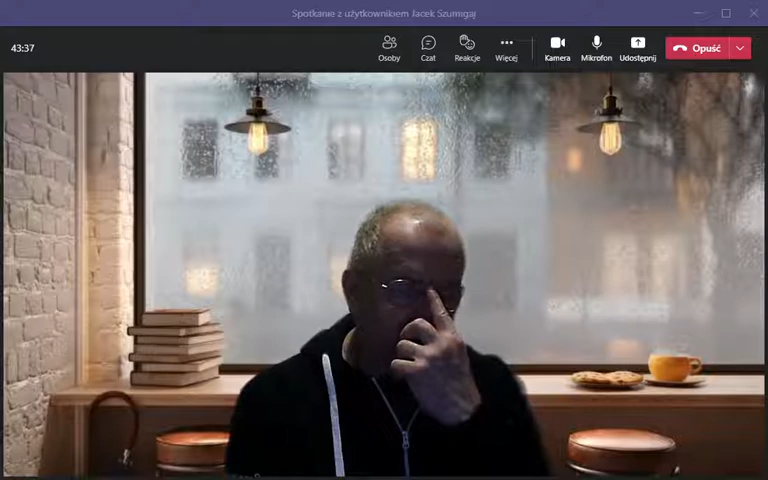 Spotkanie z użytkownikiem Jacek Szumigaj
43:37
Osoby Czat Reakcje Więcej Kamera Mikrofon Udostępnij Opuść